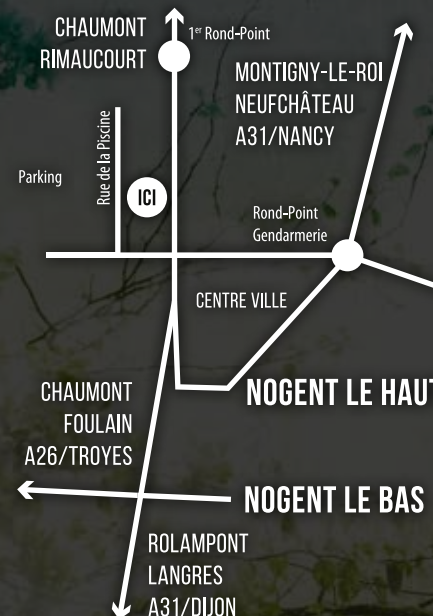 CHAUMONT
RIMAUCOURT
1er Rond-Point
MONTIGNY-LE-ROI
NEUFCHÂTEAU
A31/NANCY
Rue de la Piscine
Parking
ICI
Rond-Point
Gendarmerie
CENTRE VILLE
NOGENT LE HAUT
CHAUMONT
FOULAIN
A26/TROYES
NOGENT LE BAS
ROLAMPONT
LANGRES
A31/DIJON